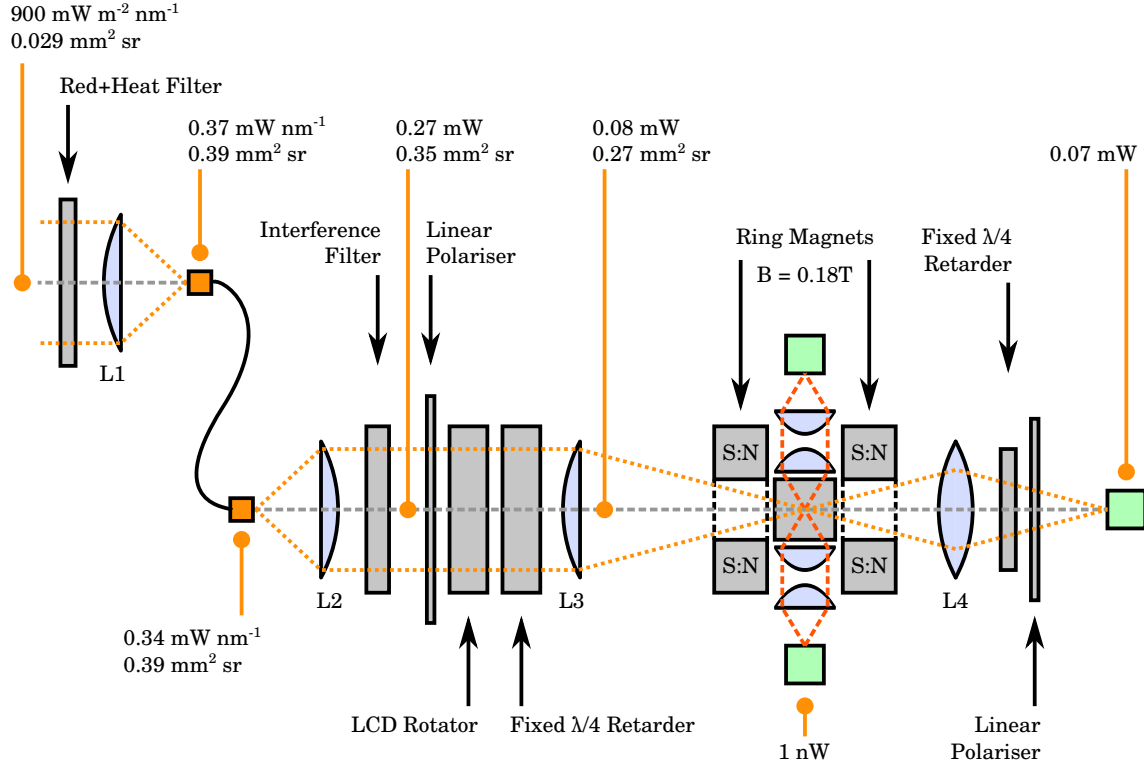 900 mW m⁻² nm⁻¹
0.029 mm² sr
Red+Heat Filter
0.37 mW nm⁻¹
0.39 mm² sr
0.27 mW
0.35 mm² sr
0.08 mW
0.27 mm² sr
0.07 mW
Interference
Filter
Linear
Polariser
Ring Magnets
B = 0.18T
Fixed λ/4
Retarder
L1
S:N
S:N
S:N
S:N
L2
L3
L4
0.34 mW nm⁻¹
0.39 mm² sr
LCD Rotator
Fixed λ/4 Retarder
1 nW
Linear
Polariser